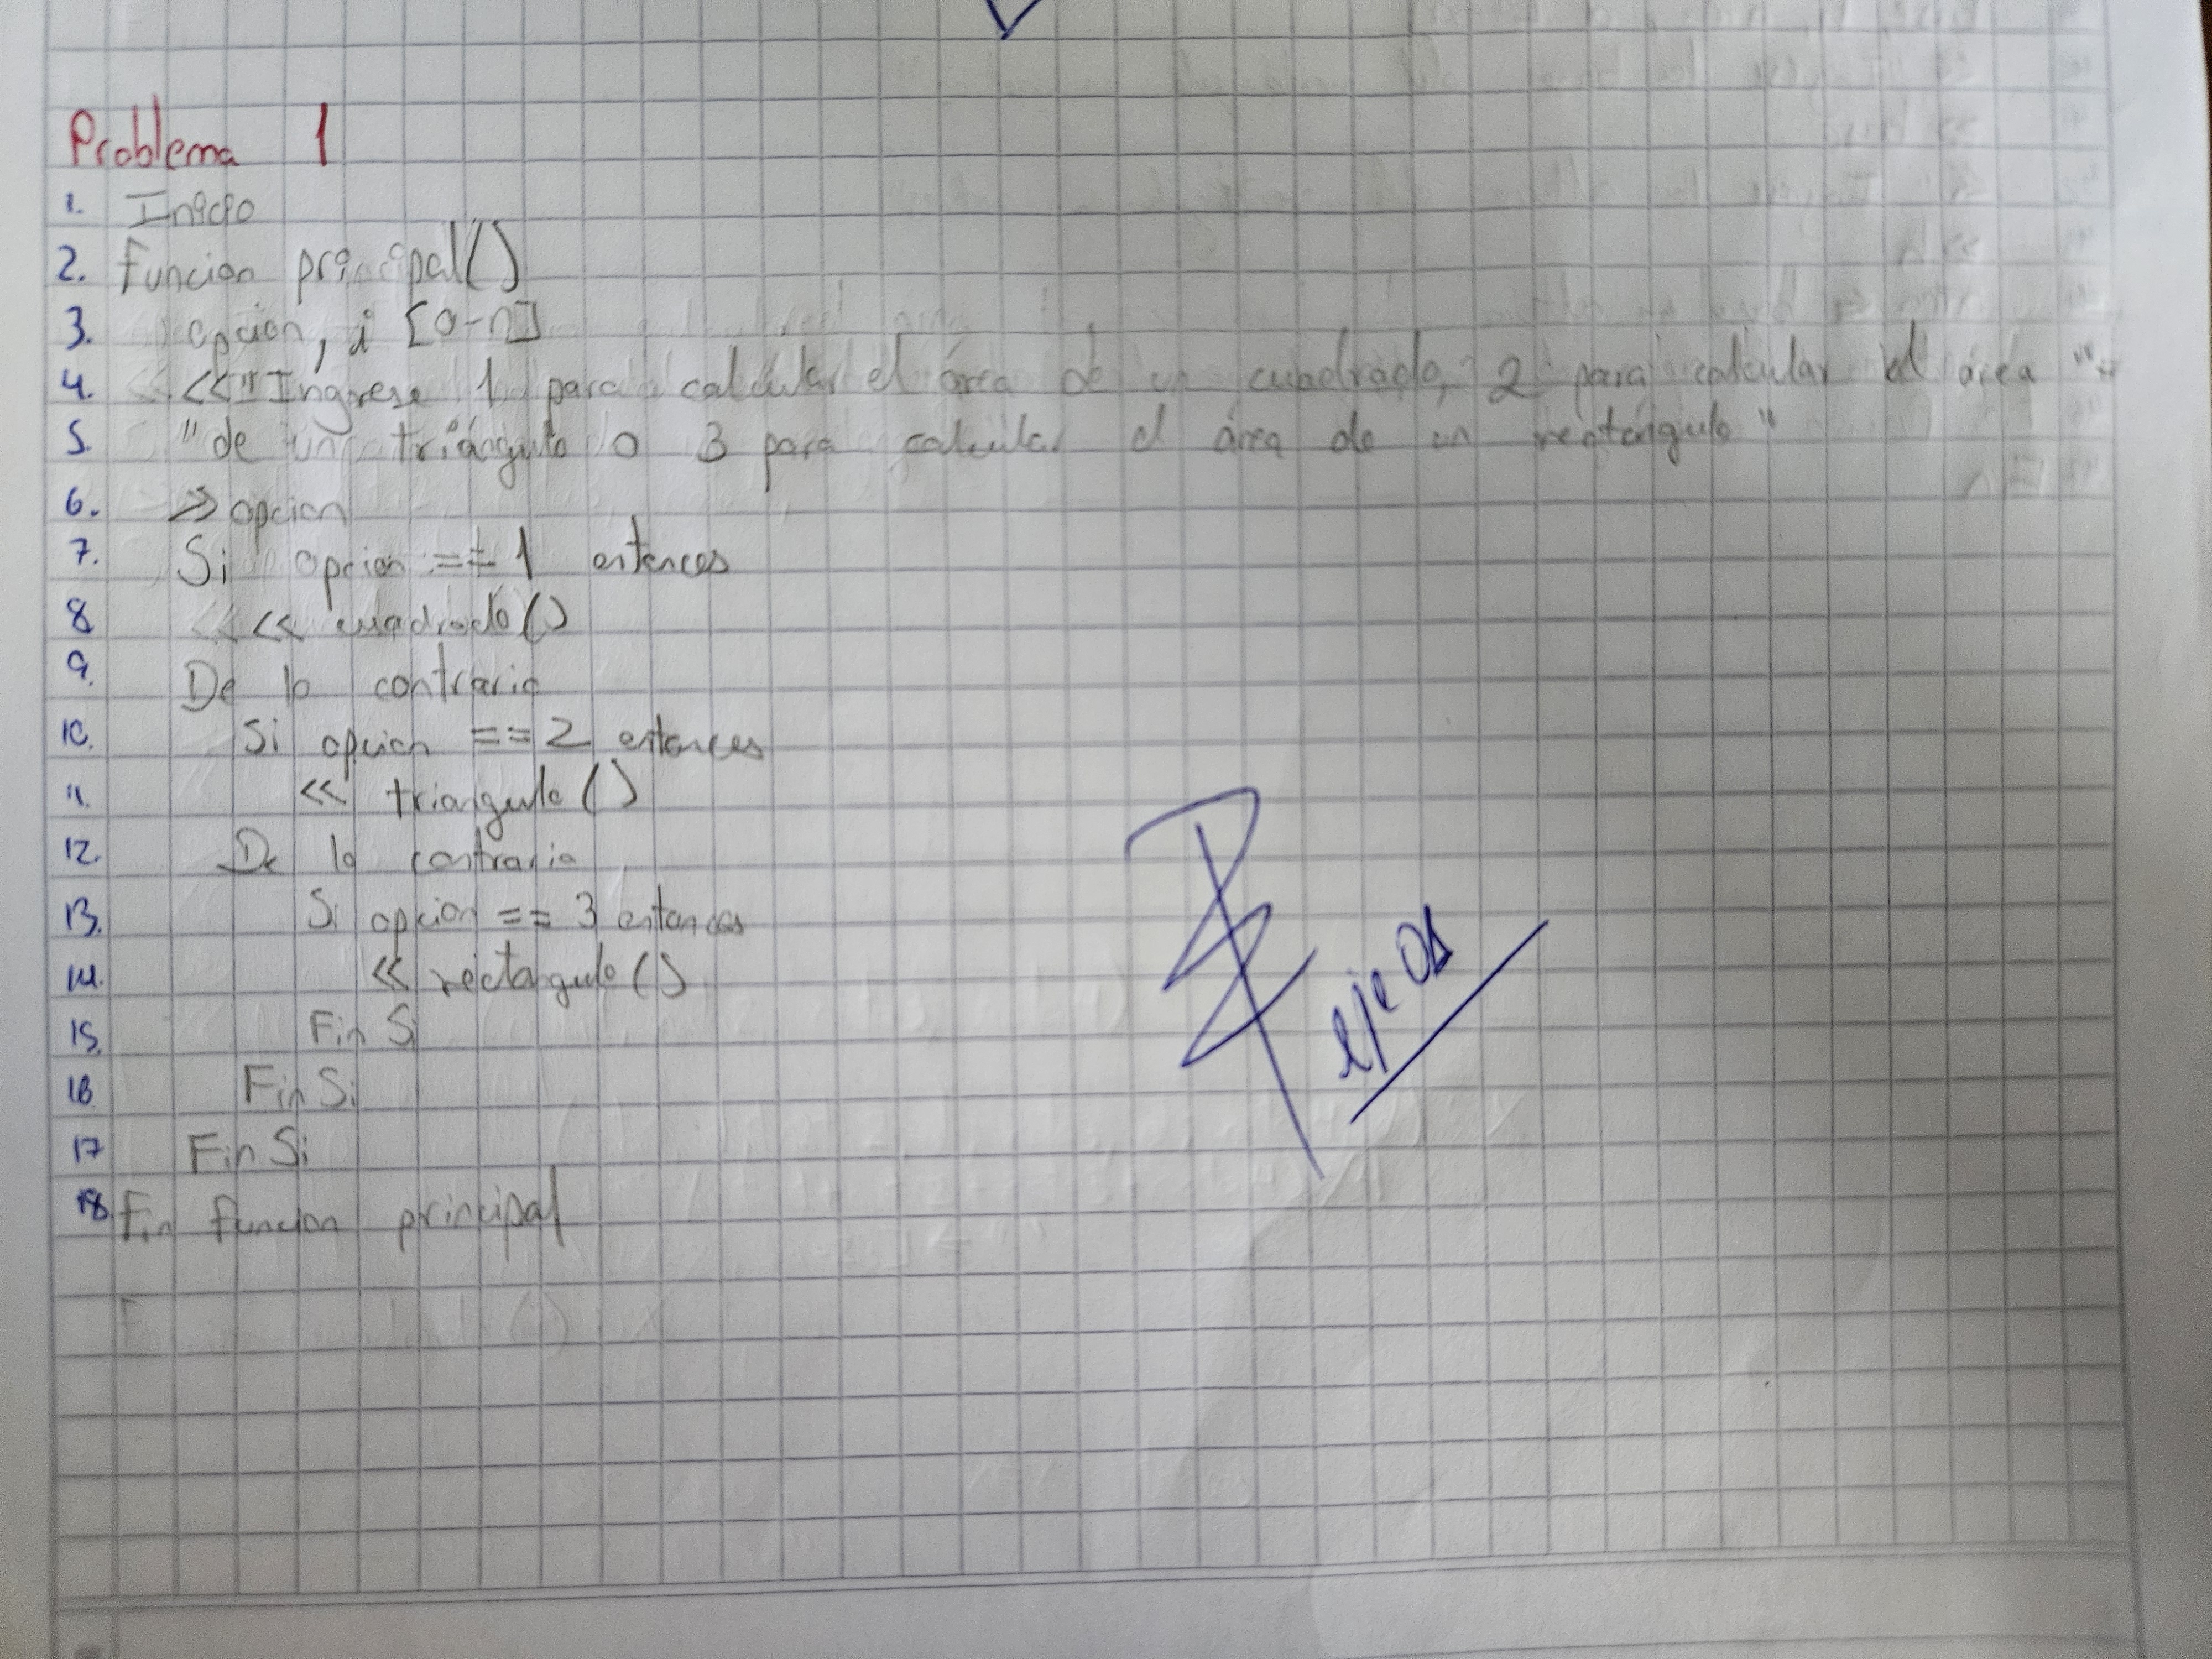 Problema 1
1. Inicio
2. Funcion principal()
3. opcion, i [0-n]
4. <<"Ingrese 1 para calcular el área de un cuadrado, 2 para calcular el área "+
5. "de un triángulo o 3 para calcular el área de un rectangulo"
6. >> opcion
7. Si opcion == 1 entonces
8 << cuadrado()
9. De lo contrario
10. Si opcion == 2 entonces
11. << triangulo()
12. De lo contrario
13. Si opcion == 3 entonces
14. << rectangulo()
15. Fin Si
16 Fin Si
17 Fin Si
18. Fin funcion principal
eje 01